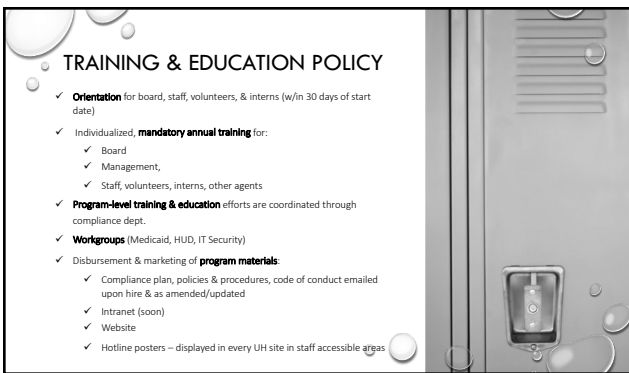 TRAINING & EDUCATION POLICY
✓ Orientation for board, staff, volunteers, & interns (w/in 30 days of start
date)
✓ Individualized, mandatory annual training for:
✓ Board
✓ Management,
✓ Staff, volunteers, interns, other agents
✓ Program-level training & education efforts are coordinated through
compliance dept.
✓ Workgroups (Medicaid, HUD, IT Security)
✓ Disbursement & marketing of program materials:
✓ Compliance plan, policies & procedures, code of conduct emailed
upon hire & as amended/updated
✓ Intranet (soon)
✓ Website
✓ Hotline posters – displayed in every UH site in staff accessible areas